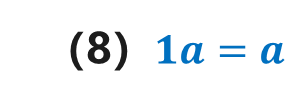 (8) 1a = a